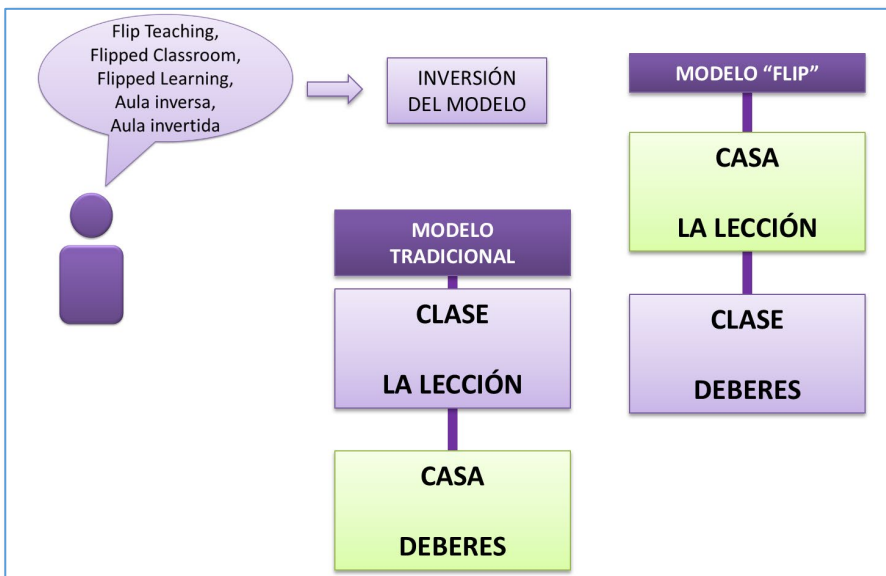 Flip Teaching,
Flipped Classroom,
Flipped Learning,
Aula inversa,
Aula invertida
INVERSIÓN
DEL MODELO
MODELO
TRADICIONAL
CLASE
LA LECCIÓN
CASA
DEBERES
MODELO “FLIP”
CASA
LA LECCIÓN
CLASE
DEBERES